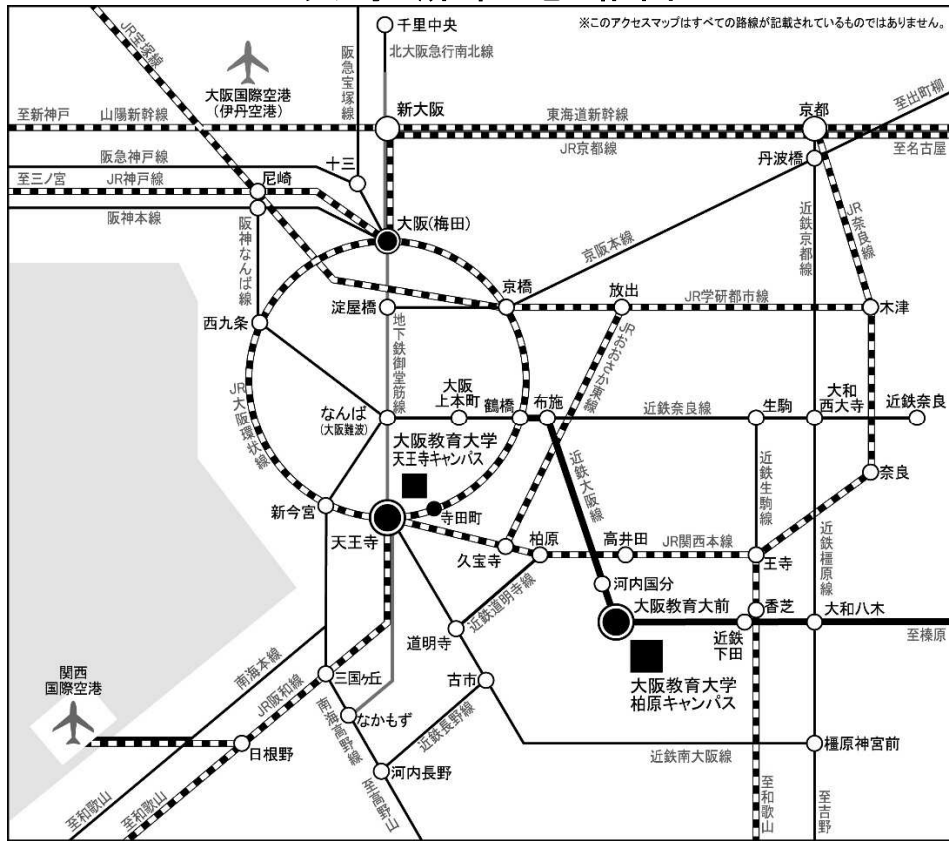 ※このアクセスマップはすべての路線が記載されているものではありません。
千里中央
北大阪急行南北線
JR宝塚線
阪急宝塚線
大阪国際空港
(伊丹空港)
新大阪
京都
至出町柳
至新神戸
山陽新幹線
東海道新幹線
JR京都線
至名古屋
丹波橋
阪急神戸線
十三
至三ノ宮
JR神戸線
尼崎
阪神本線
大阪(梅田)
阪神なんば線
京阪本線
近鉄京都線
JR奈良線
西九条
淀屋橋
京橋
放出
JR学研都市線
木津
地下鉄御堂筋線
JRおおさか東線
JR大阪環状線
なんば
(大阪難波)
大阪
上本町
鶴橋
布施
近鉄奈良線
生駒
大和
西大寺
近鉄奈良
大阪教育大学
天王寺キャンパス
近鉄大阪線
近鉄生駒線
奈良
新今宮
天王寺
寺田町
久宝寺
柏原
高井田
JR関西本線
王寺
近鉄橿原線
河内国分
大阪教育大前
香芝
大和八木
近鉄道明寺線
道明寺
近鉄
下田
至榛原
大阪教育大学
柏原キャンパス
関西
国際空港
南海本線
JR阪和線
三国ヶ丘
古市
なかもず
南海高野線
近鉄長野線
日根野
河内長野
近鉄南大阪線
橿原神宮前
至和歌山
至和歌山
至高野山
至和歌山
至吉野